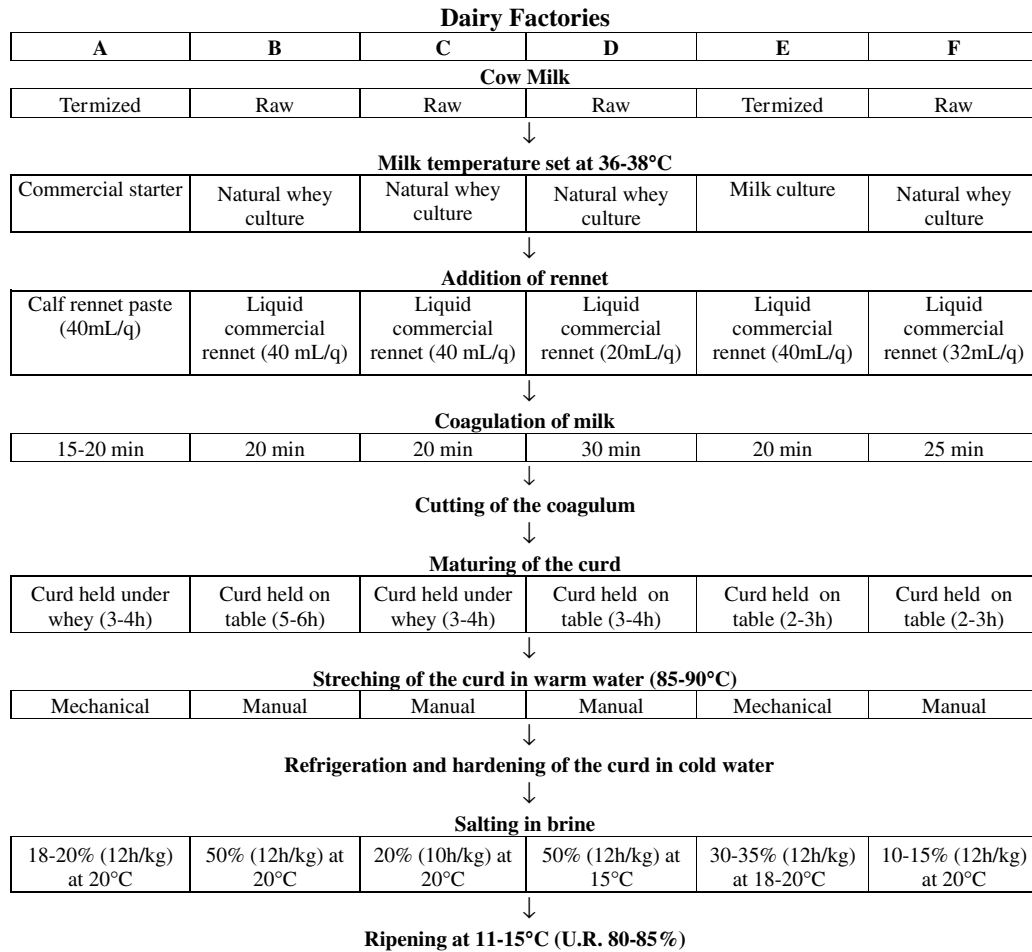 Dairy Factories
A B C D E F
Cow Milk
Termized Raw Raw Raw Termized Raw
↓
Milk temperature set at 36-38°C
Commercial starter Natural whey culture Natural whey culture Natural whey culture Milk culture Natural whey culture
↓
Addition of rennet
Calf rennet paste (40mL/q) Liquid commercial rennet (40 mL/q) Liquid commercial rennet (40 mL/q) Liquid commercial rennet (20mL/q) Liquid commercial rennet (40mL/q) Liquid commercial rennet (32mL/q)
↓
Coagulation of milk
15-20 min 20 min 20 min 30 min 20 min 25 min
↓
Cutting of the coagulum
↓
Maturing of the curd
Curd held under whey (3-4h) Curd held on table (5-6h) Curd held under whey (3-4h) Curd held on table (3-4h) Curd held on table (2-3h) Curd held on table (2-3h)
↓
Streching of the curd in warm water (85-90°C)
Mechanical Manual Manual Manual Mechanical Manual
↓
Refrigeration and hardening of the curd in cold water
↓
Salting in brine
18-20% (12h/kg) at 20°C 50% (12h/kg) at 20°C 20% (10h/kg) at 20°C 50% (12h/kg) at 15°C 30-35% (12h/kg) at 18-20°C 10-15% (12h/kg) at 20°C
↓
Ripening at 11-15°C (U.R. 80-85%)